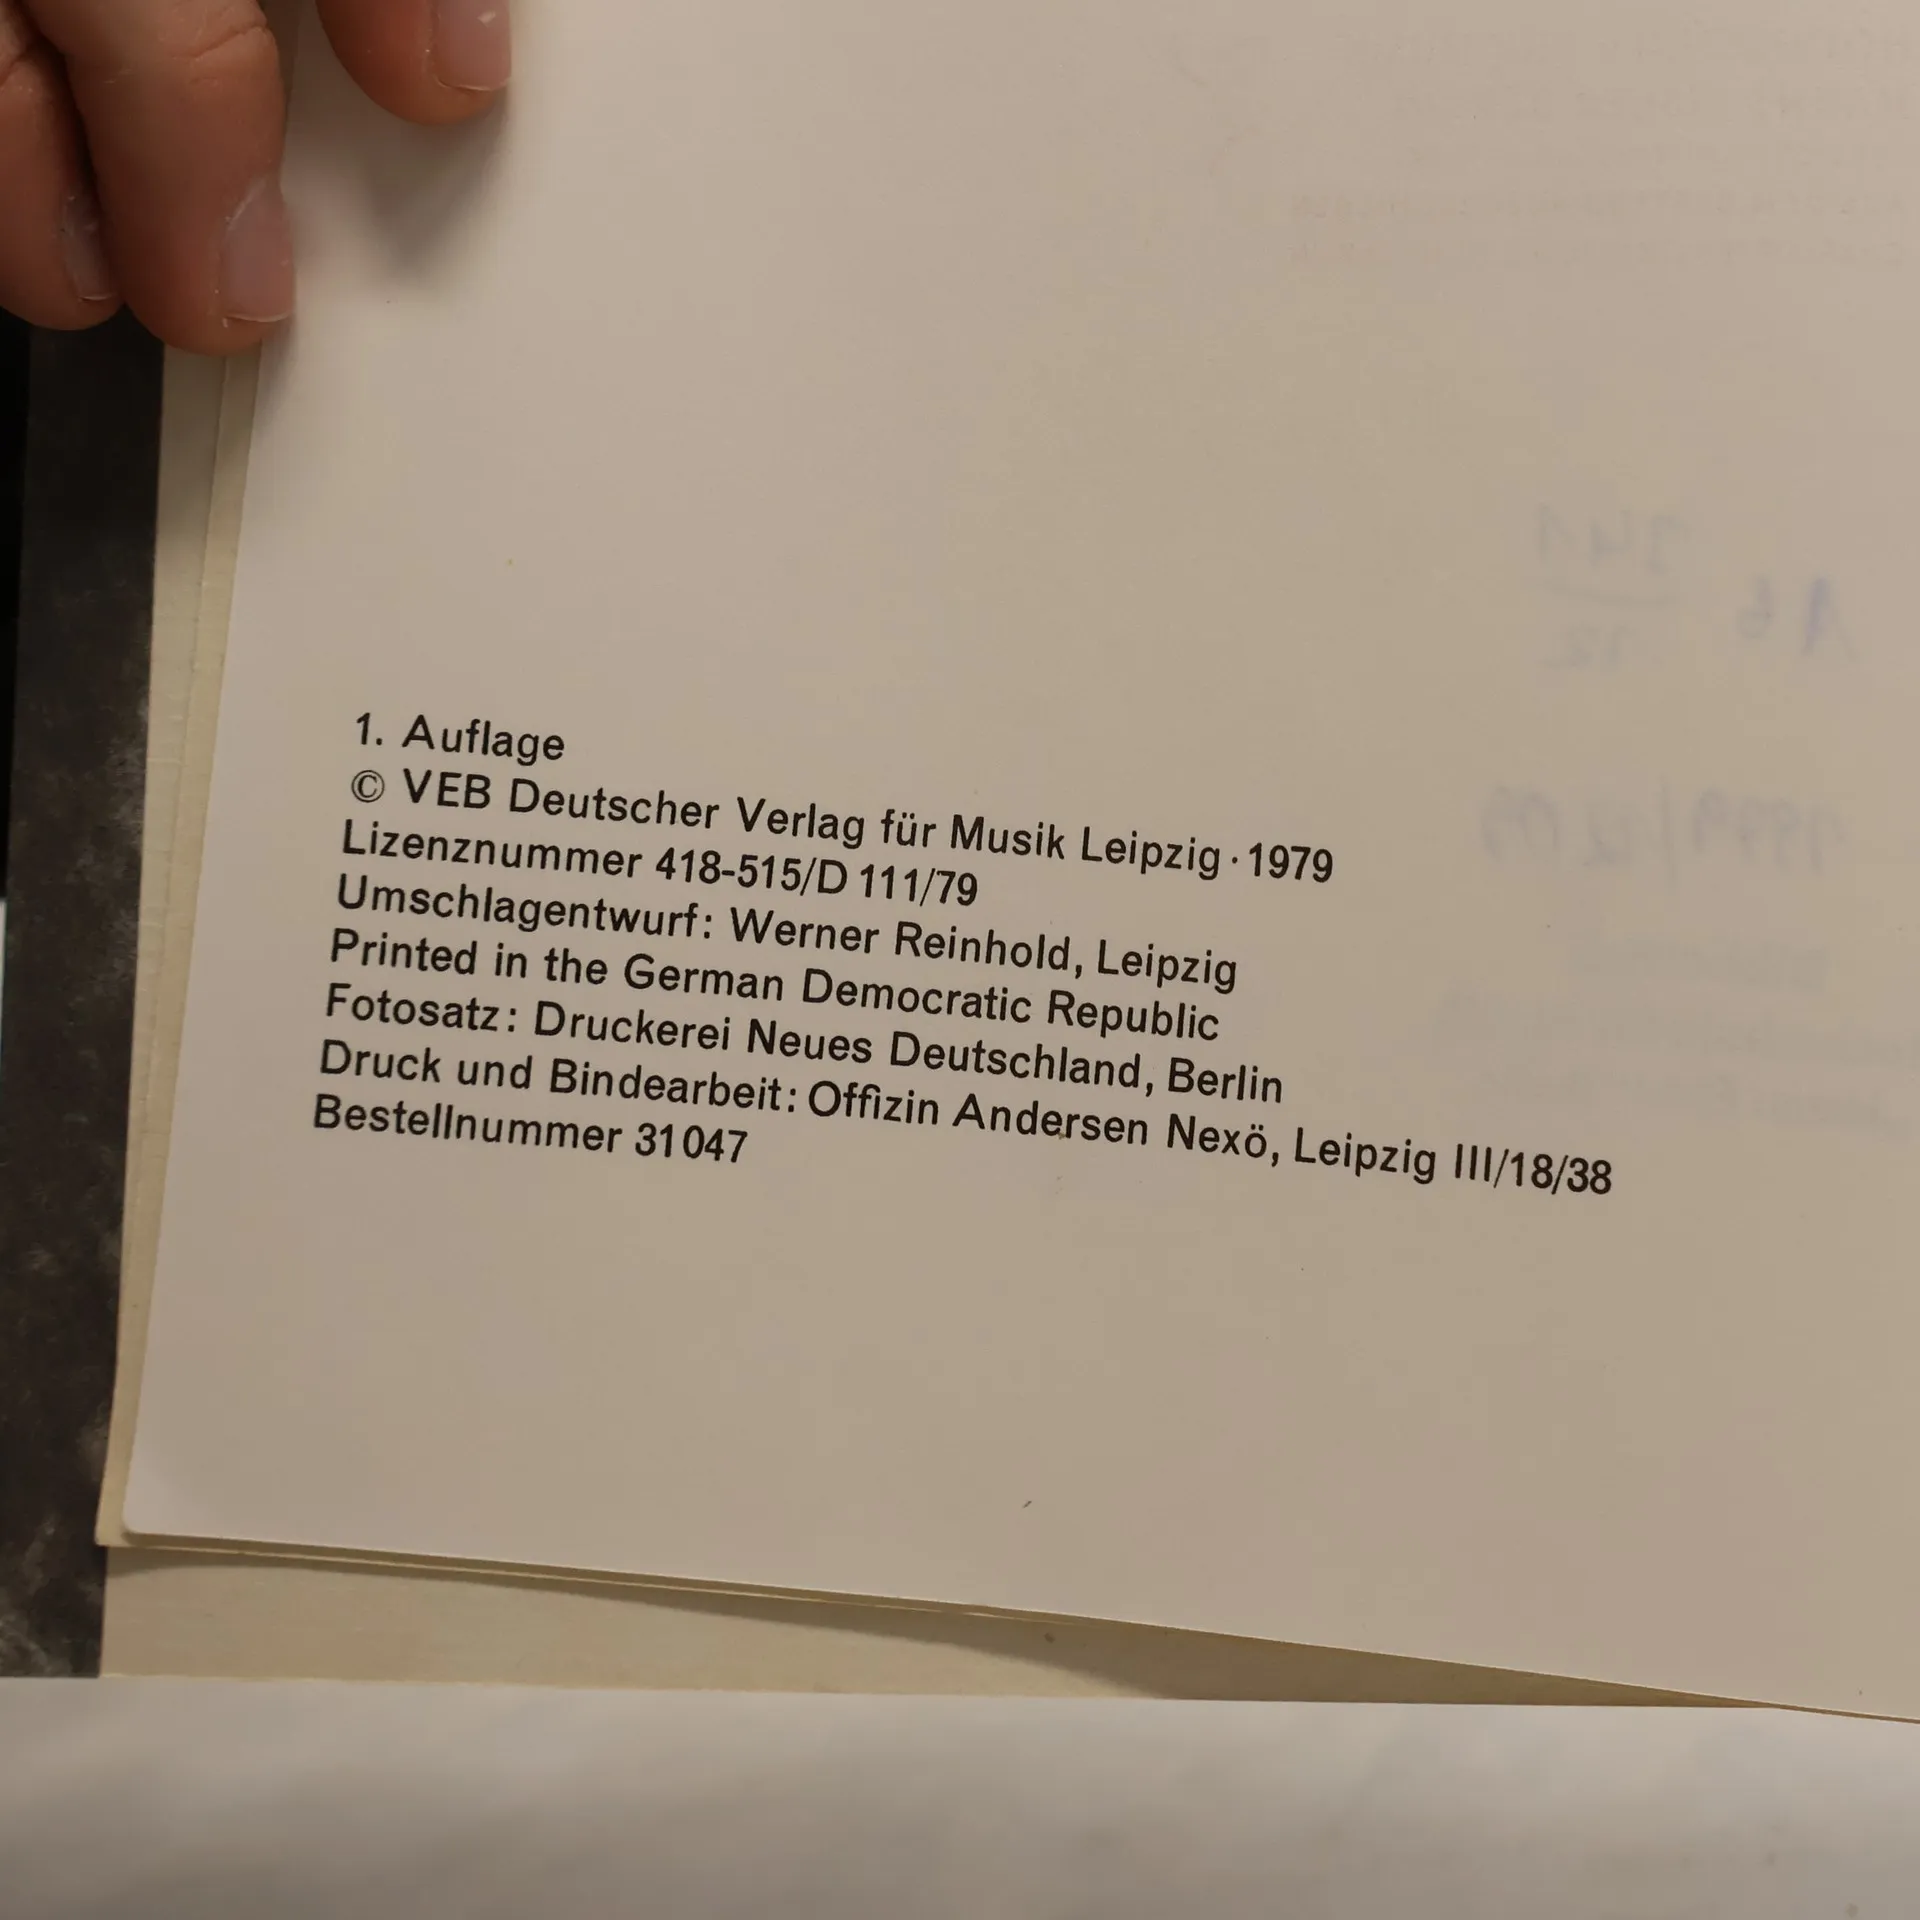 1. Auflage
© VEB Deutscher Verlag für Musik Leipzig · 1979
Lizenznummer 418-515/D 111/79
Umschlagentwurf: Werner Reinhold, Leipzig
Printed in the German Democratic Republic
Fotosatz: Druckerei Neues Deutschland, Berlin
Druck und Bindearbeit: Offizin Andersen Nexö, Leipzig III/18/38
Bestellnummer 31 047